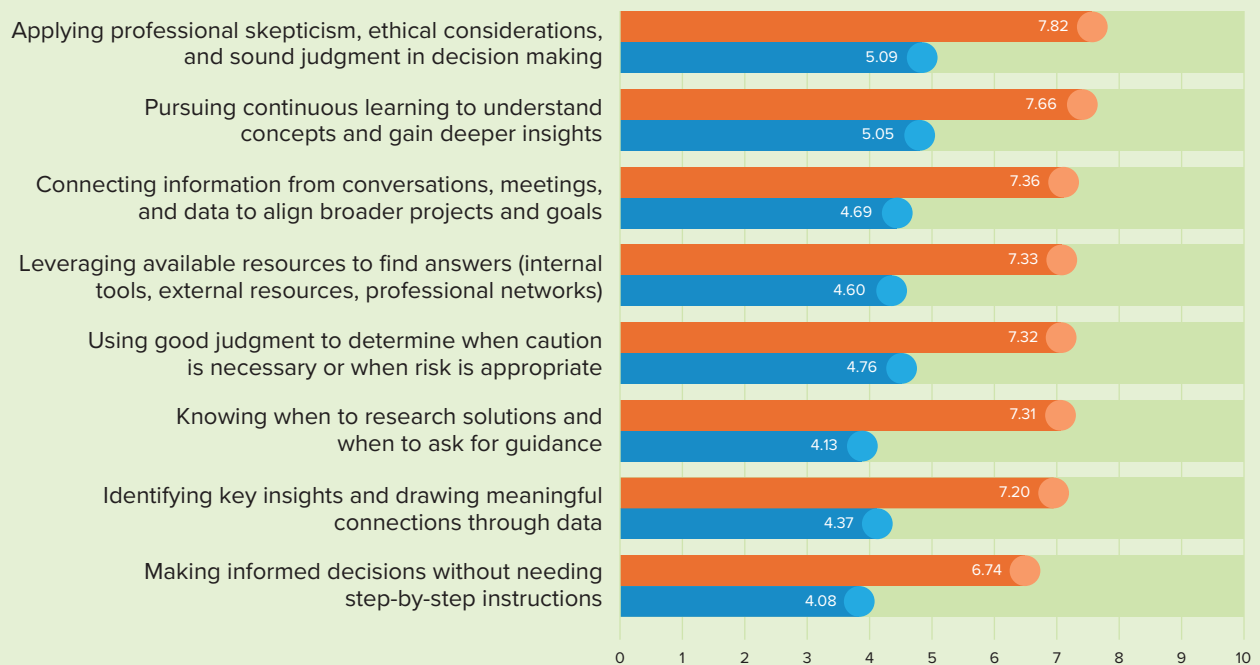 Applying professional skepticism, ethical considerations,
and sound judgment in decision making
7.82
5.09
Pursuing continuous learning to understand
concepts and gain deeper insights
7.66
5.05
Connecting information from conversations, meetings,
and data to align broader projects and goals
7.36
4.69
Leveraging available resources to find answers (internal
tools, external resources, professional networks)
7.33
4.60
Using good judgment to determine when caution
is necessary or when risk is appropriate
7.32
4.76
Knowing when to research solutions and
when to ask for guidance
7.31
4.13
Identifying key insights and drawing meaningful
connections through data
7.20
4.37
Making informed decisions without needing
step-by-step instructions
6.74
4.08
0 1 2 3 4 5 6 7 8 9 10